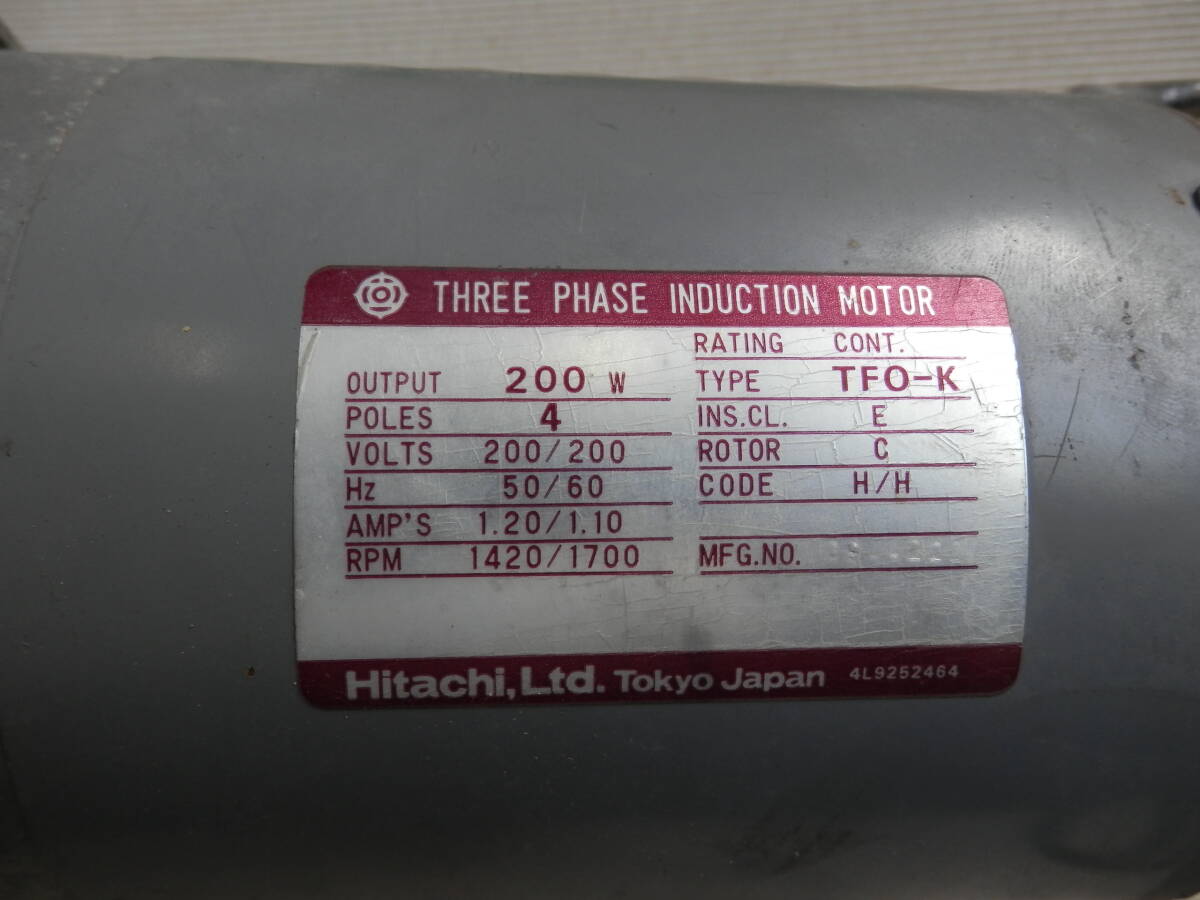 THREE PHASE INDUCTION MOTOR
RATING CONT.
OUTPUT 200 W TYPE TFO-K
POLES 4 INS.CL. E
VOLTS 200/200 ROTOR C
Hz 50/60 CODE H/H
AMP'S 1.20/1.10
RPM 1420/1700 MFG.NO.
Hitachi, Ltd. Tokyo Japan 4L9252464